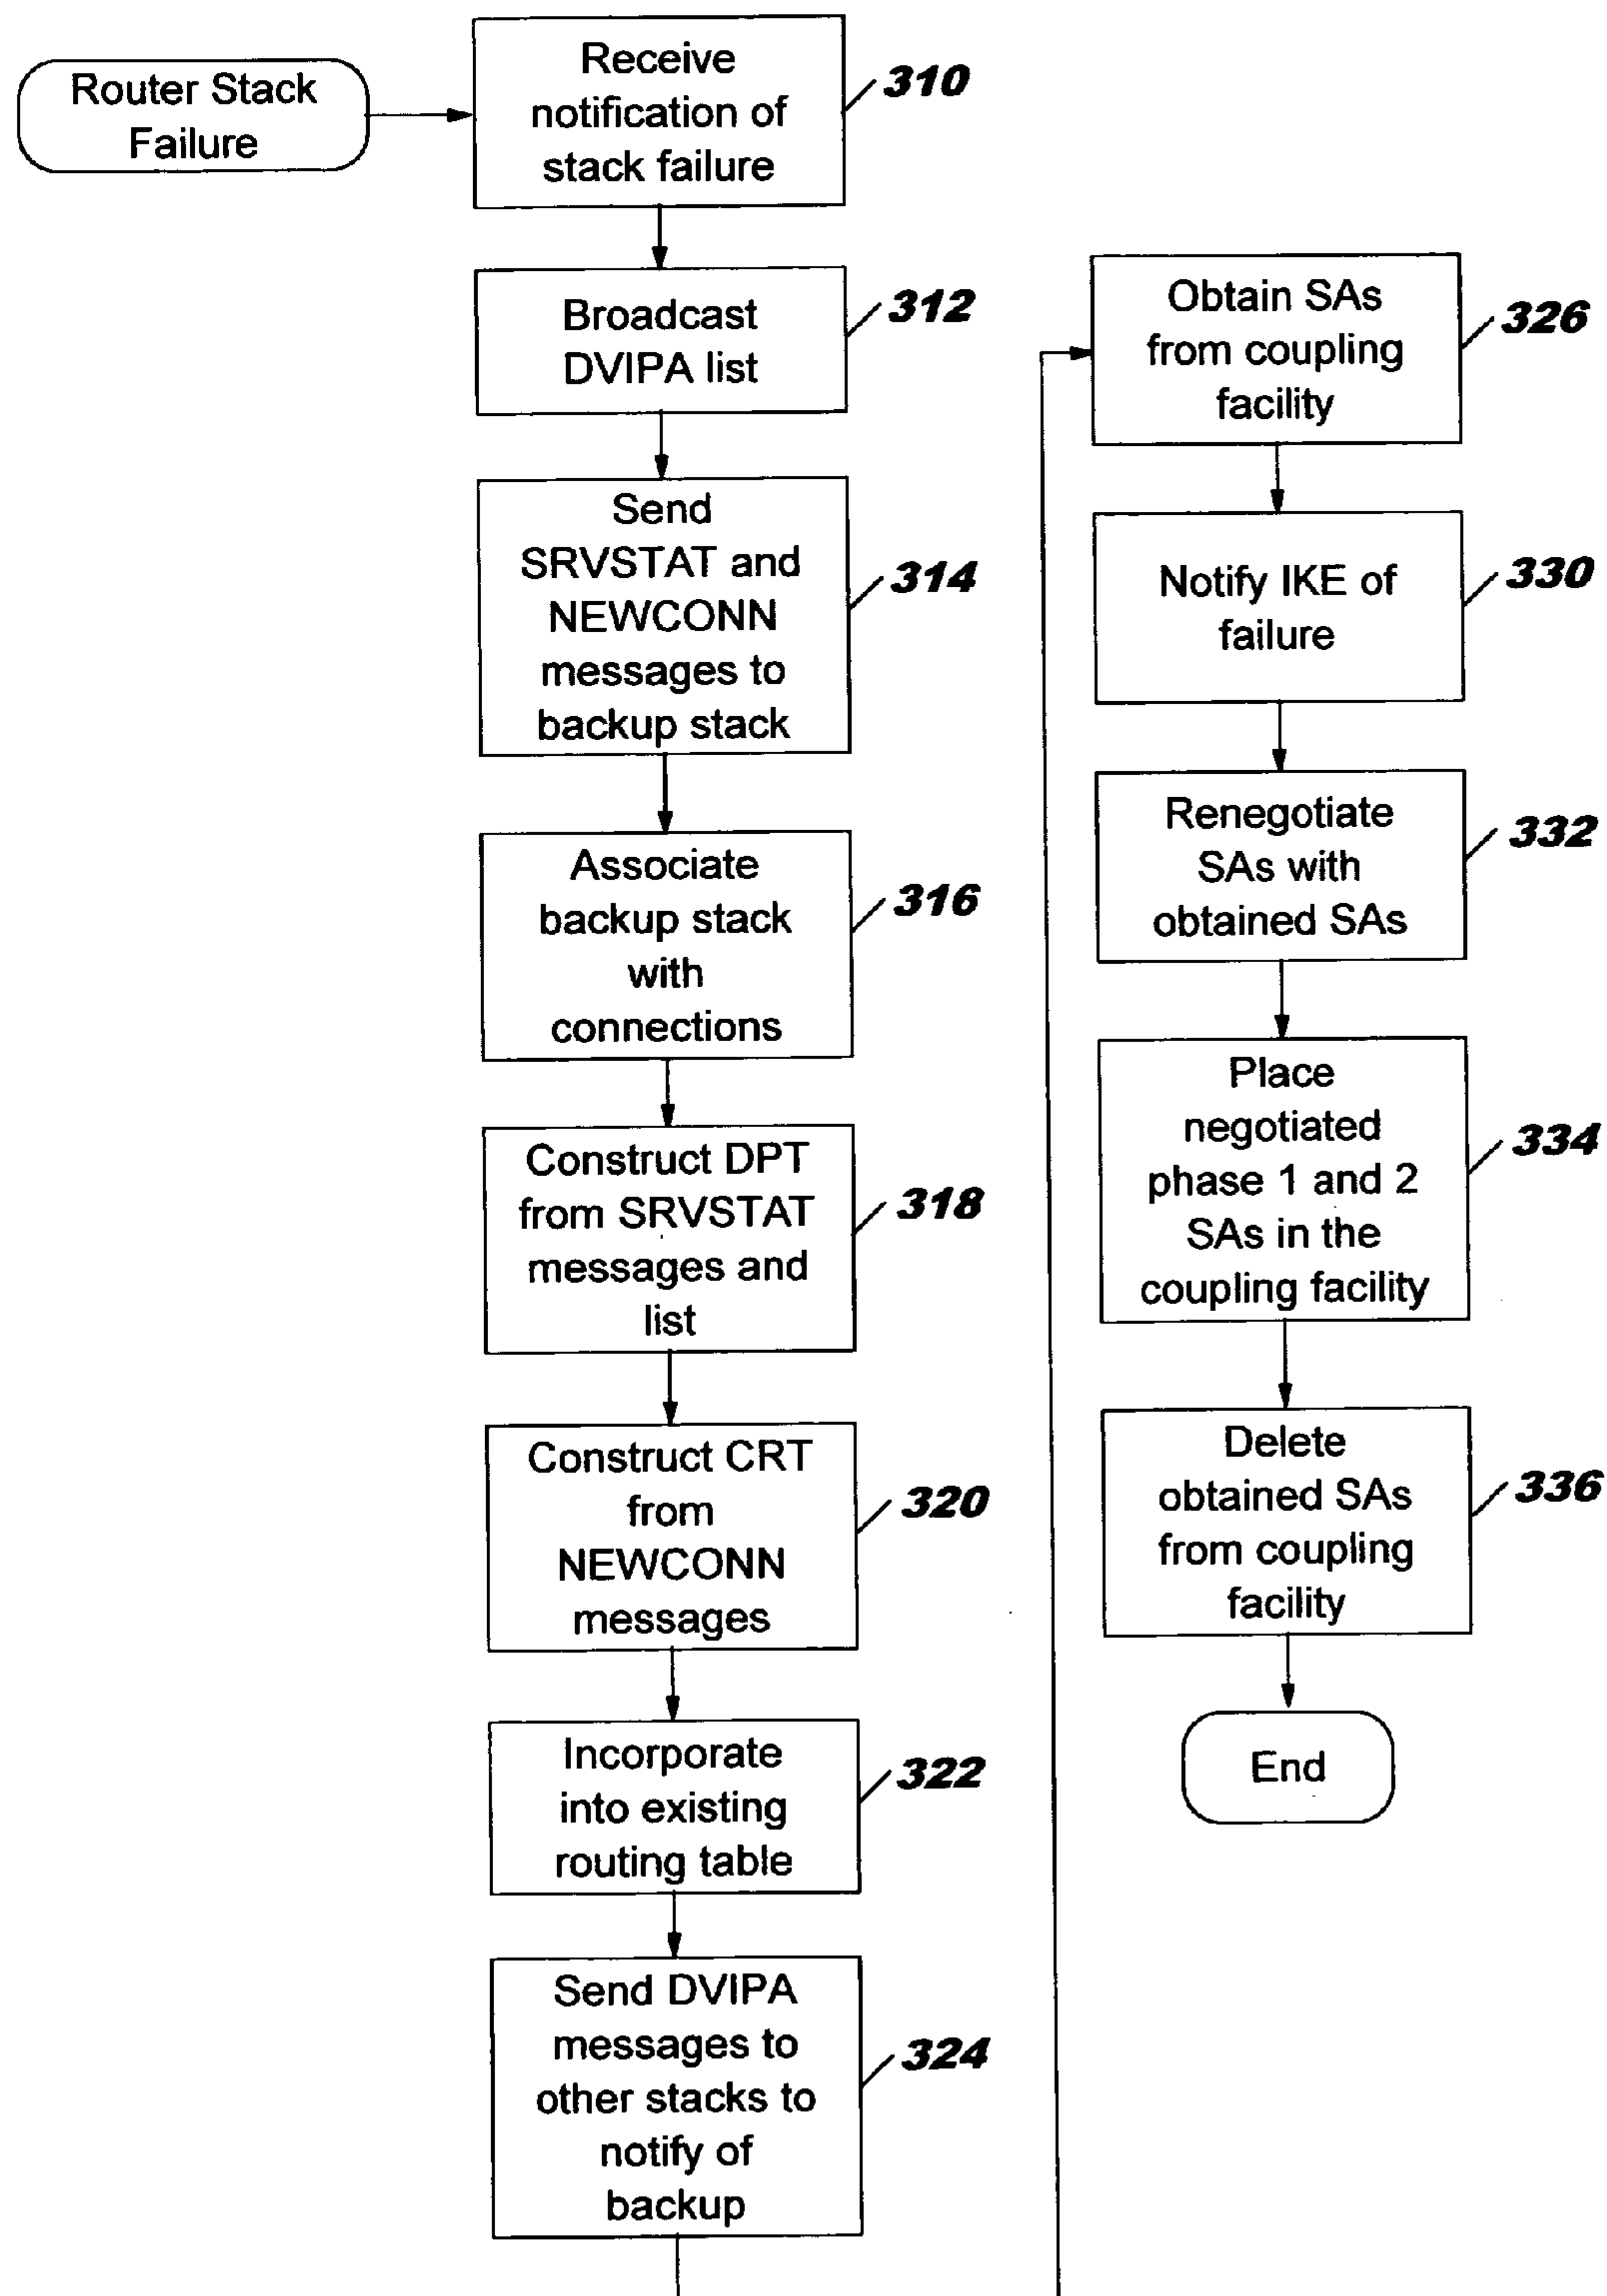 Router Stack
Failure
Receive
notification of
stack failure
310
Broadcast
DVIPA list
312
Send
SRVSTAT and
NEWCONN
messages to
backup stack
314
Associate
backup stack
with
connections
316
Construct DPT
from SRVSTAT
messages and
list
318
Construct CRT
from
NEWCONN
messages
320
Incorporate
into existing
routing table
322
Send DVIPA
messages to
other stacks to
notify of
backup
324
Obtain SAs
from coupling
facility
326
Notify IKE of
failure
330
Renegotiate
SAs with
obtained SAs
332
Place
negotiated
phase 1 and 2
SAs in the
coupling facility
334
Delete
obtained SAs
from coupling
facility
336
End